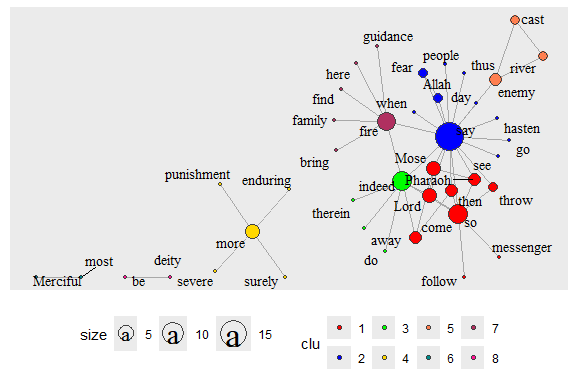 cast
guidance
people
thus
river
fear
here
Allah
enemy
find
when
day
family
fire
say
hasten
go
bring
Mose
see
punishment
enduring
Pharaoh
indeed
Lord
then
throw
therein
so
come
more
away
messenger
most
deity
do
Merciful
be
severe
surely
follow
size a 5 a 10 a 15
clu 1 3 5 7
2 4 6 8